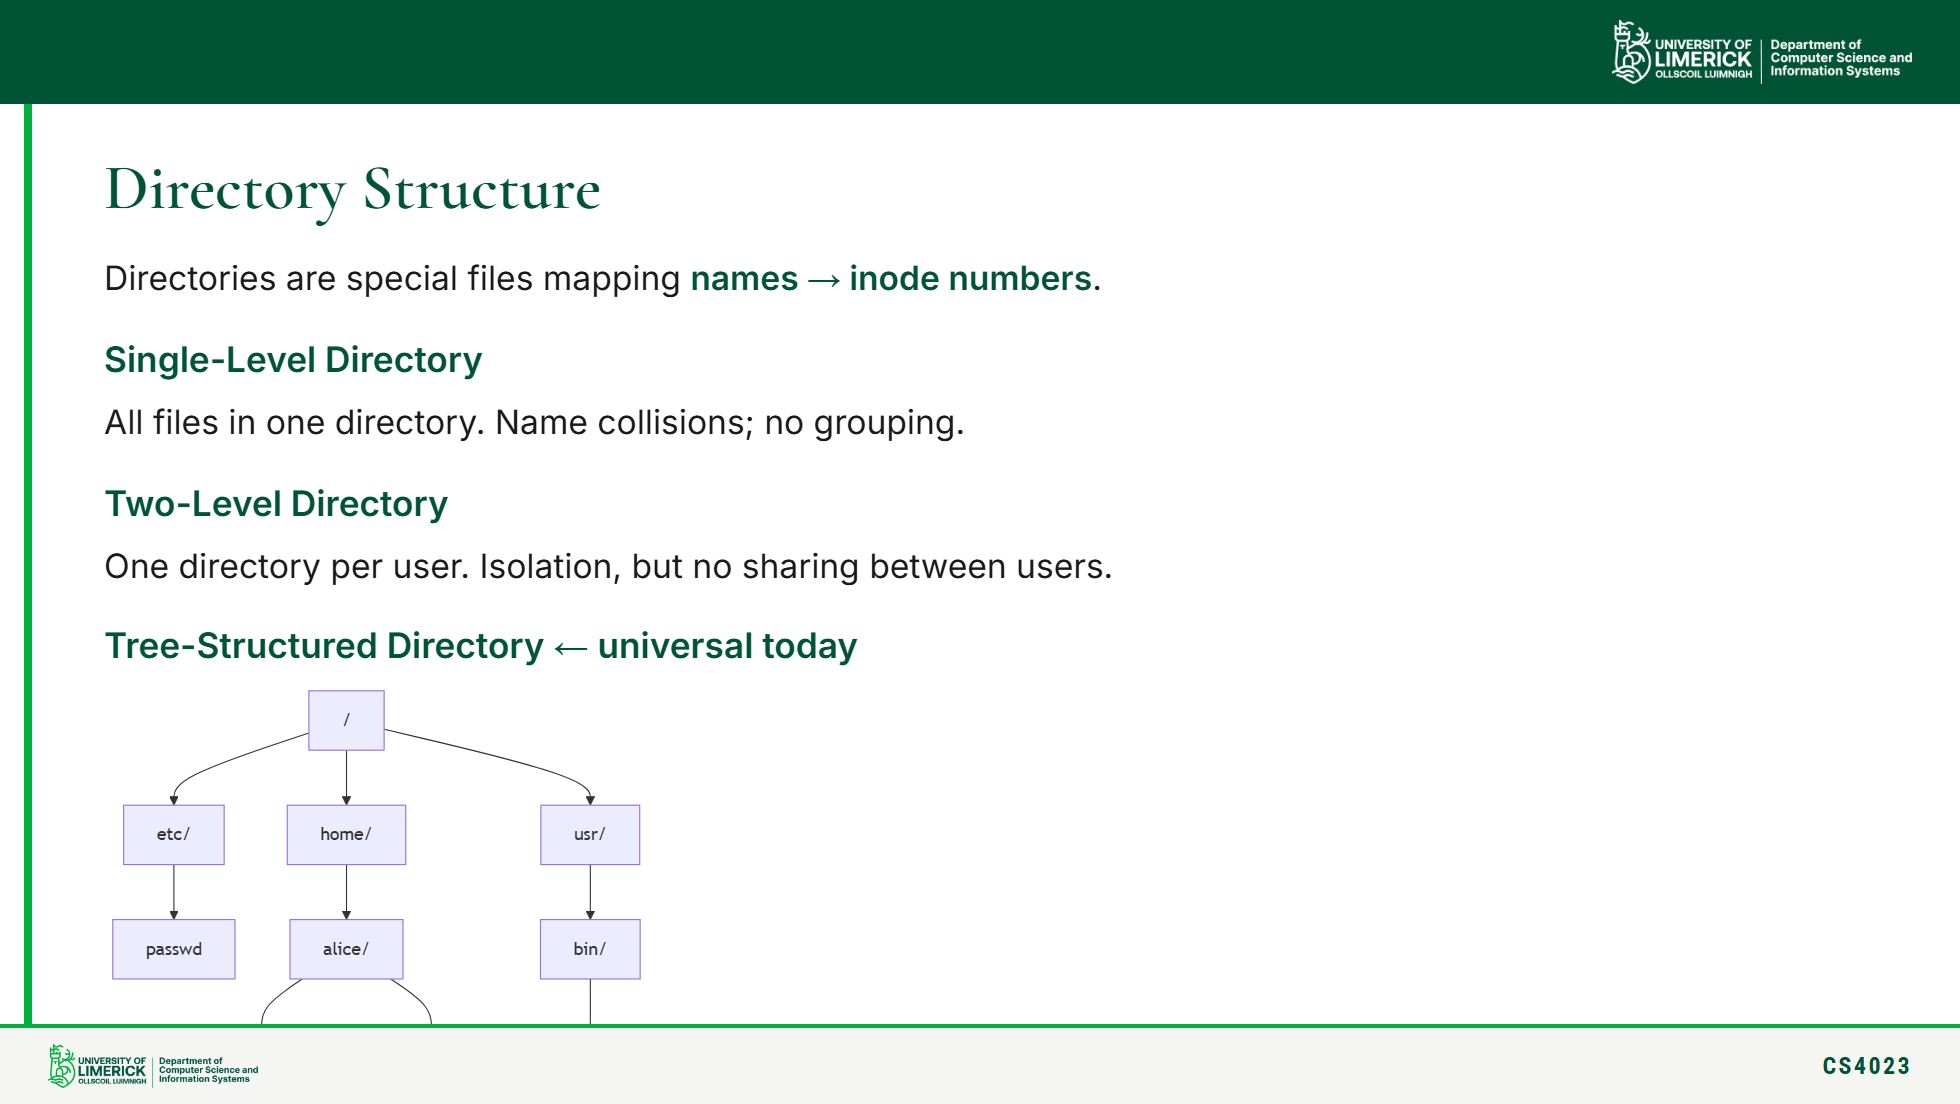 UNIVERSITY OF
LIMERICK
OLLSCOIL LUIMNIGH
Department of
Computer Science and
Information Systems
Directory Structure
Directories are special files mapping names → inode numbers.
Single-Level Directory
All files in one directory. Name collisions; no grouping.
Two-Level Directory
One directory per user. Isolation, but no sharing between users.
Tree-Structured Directory ← universal today
/
etc/ home/ usr/
passwd alice/ bin/
UNIVERSITY OF
LIMERICK
OLLSCOIL LUIMNIGH
Department of
Computer Science and
Information Systems
CS4023